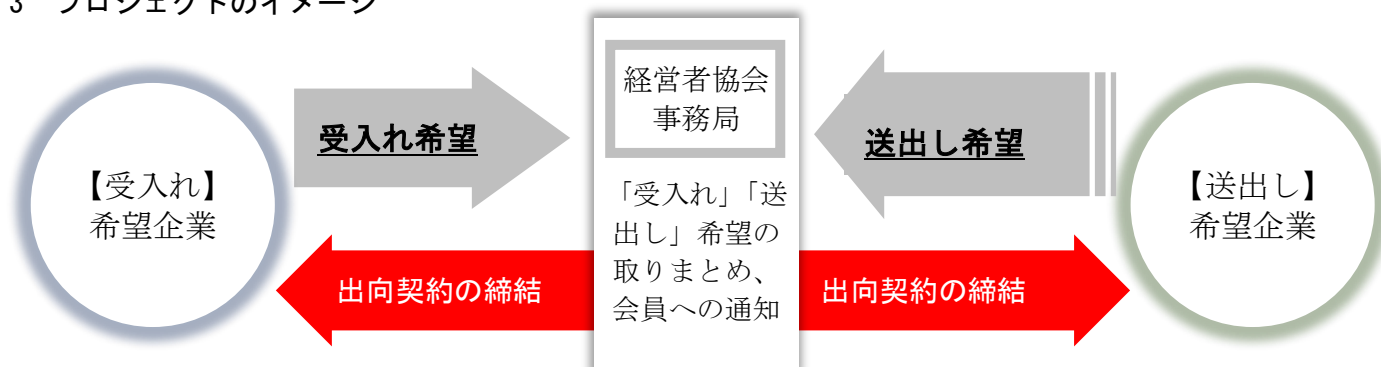 3 プロジェクトのイメージ
【受入れ】
希望企業
受入れ希望
経営者協会
事務局
「受入れ」「送
出し」希望の
取りまとめ、
会員への通知
送出し希望
【送出し】
希望企業
出向契約の締結
出向契約の締結